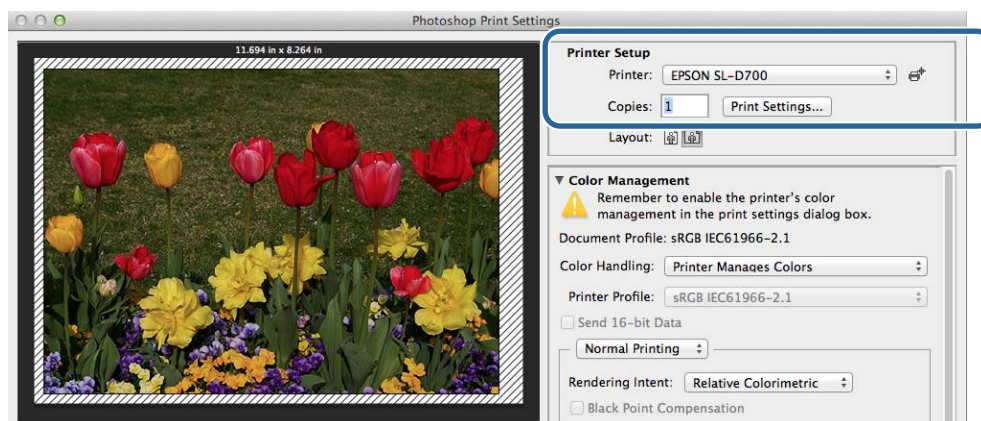 Photoshop Print Settings
11.694 in x 8.264 in
Printer Setup
Printer: EPSON SL-D700
Copies: 1 Print Settings...
Layout:
Color Management
Remember to enable the printer's color
management in the print settings dialog box.
Document Profile: sRGB IEC61966-2.1
Color Handling: Printer Manages Colors
Printer Profile: sRGB IEC61966-2.1
Send 16-bit Data
Normal Printing
Rendering Intent: Relative Colorimetric
Black Point Compensation